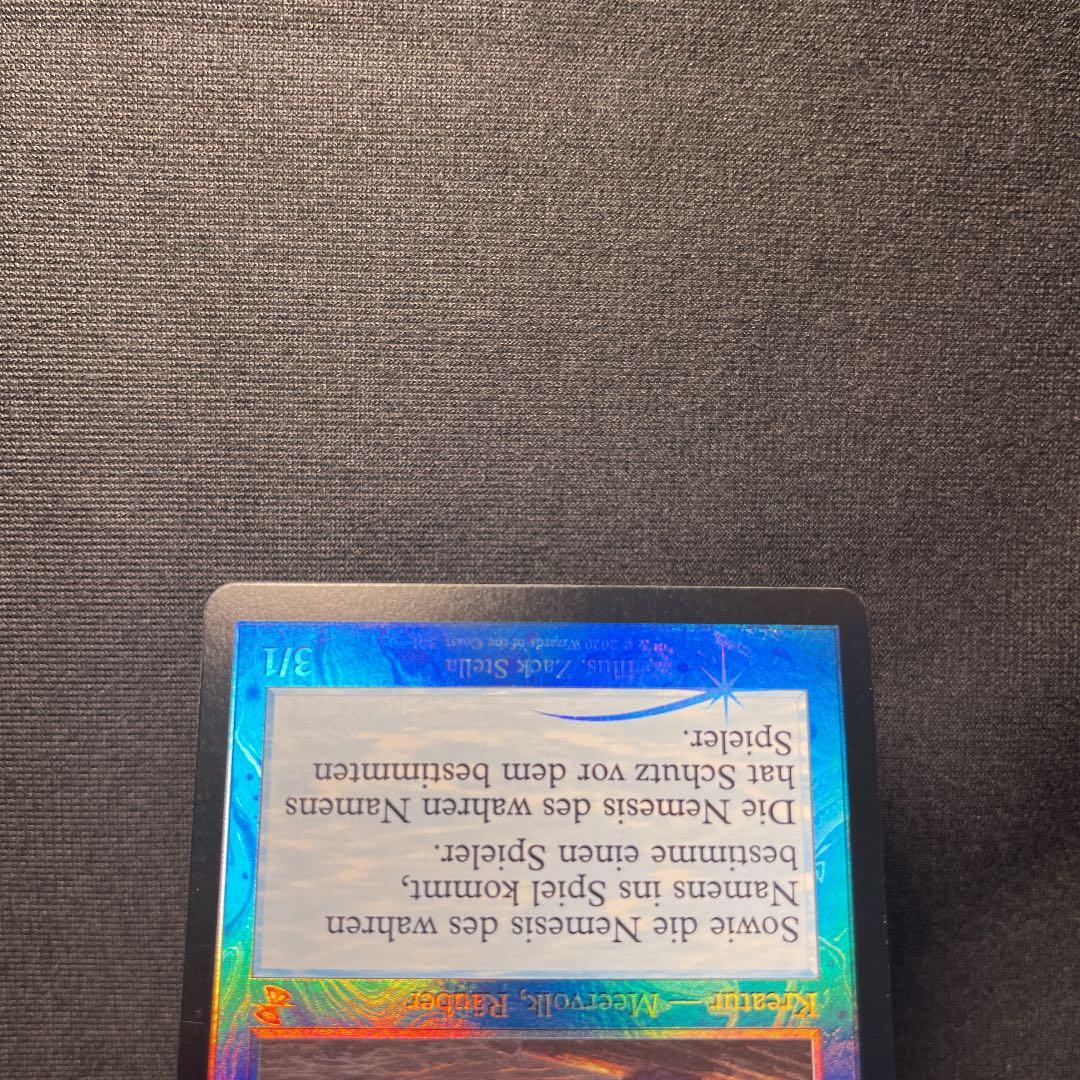 Kreatur — Meervolk, Räuber
Sowie die Nemesis des wahren
Namens ins Spiel kommt,
bestimme einen Spieler.
Die Nemesis des wahren Namens
hat Schutz vor dem bestimmten
Spieler.
Illus. Zack Stella
3/1
™ & © 2020 Wizards of the Coast